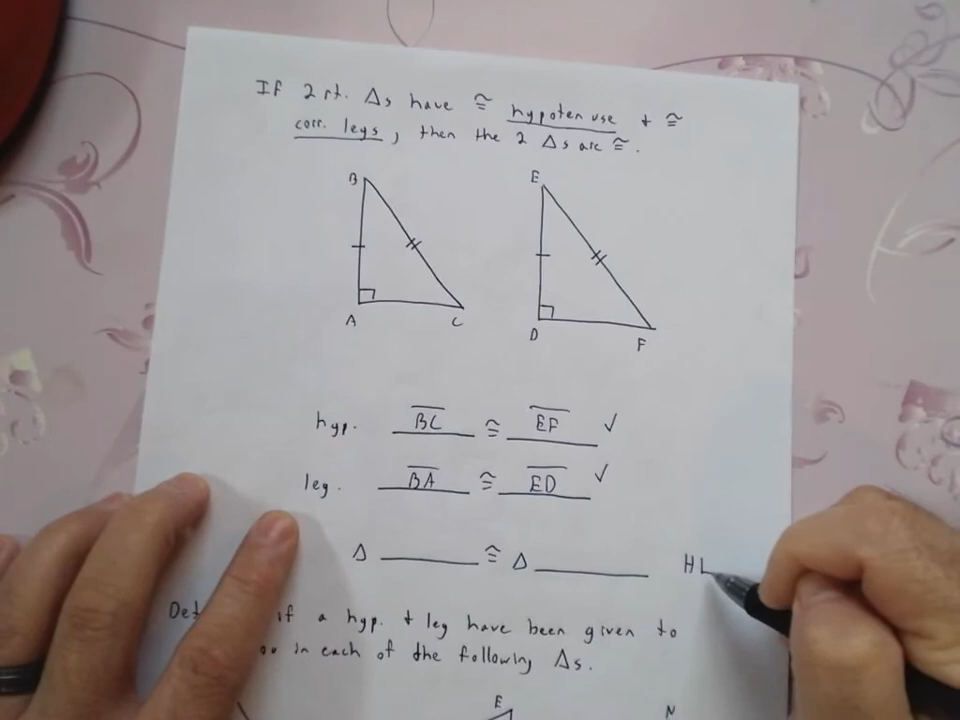 If 2 rt. Δs have ≅ hypotenuse + ≅
corr. legs, then the 2 Δs are ≅.
B
E
A
C
D
F
hyp. BC ≅ EF ✓
leg. BA ≅ ED ✓
Δ ≅ Δ HL
if a hyp. + leg have been given to
in each of the following Δs.
E
N